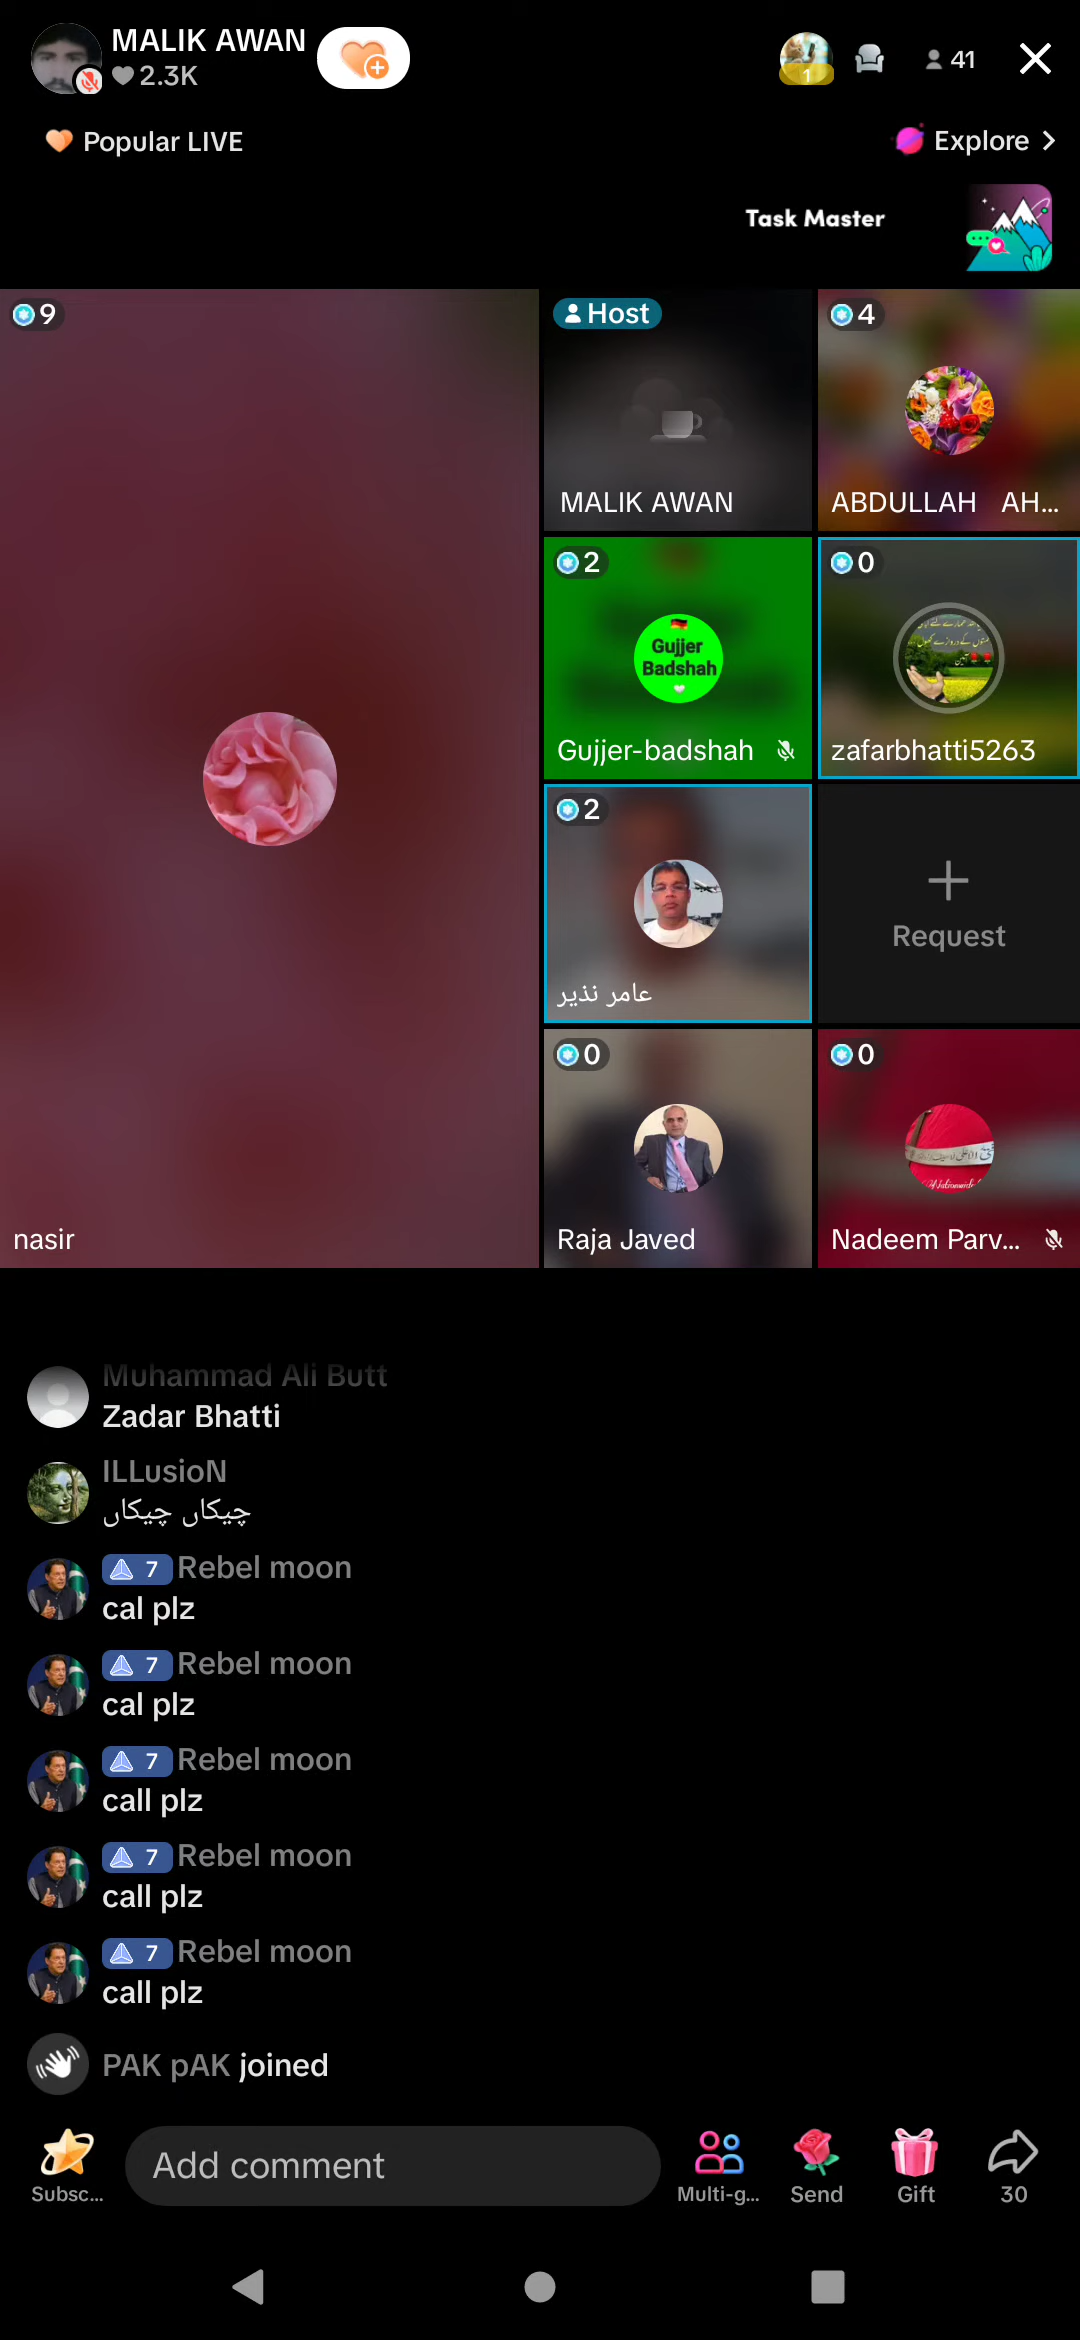 MALIK AWAN
2.3K
1
41
Popular LIVE
Explore
Task Master
9
Host
MALIK AWAN
4
ABDULLAH AH...
2
Gujjer
Badshah
Gujjer-badshah
0
zafarbhatti5263
2
عامر نذیر
Request
0
Raja Javed
0
Nadeem Parv...
nasir
Muhammad Ali Butt
Zadar Bhatti
ILLusioN
چیکاں چیکاں
7 Rebel moon
cal plz
7 Rebel moon
cal plz
7 Rebel moon
call plz
7 Rebel moon
call plz
7 Rebel moon
call plz
PAK pAK joined
Add comment
Subsc...
Multi-g...
Send
Gift
30